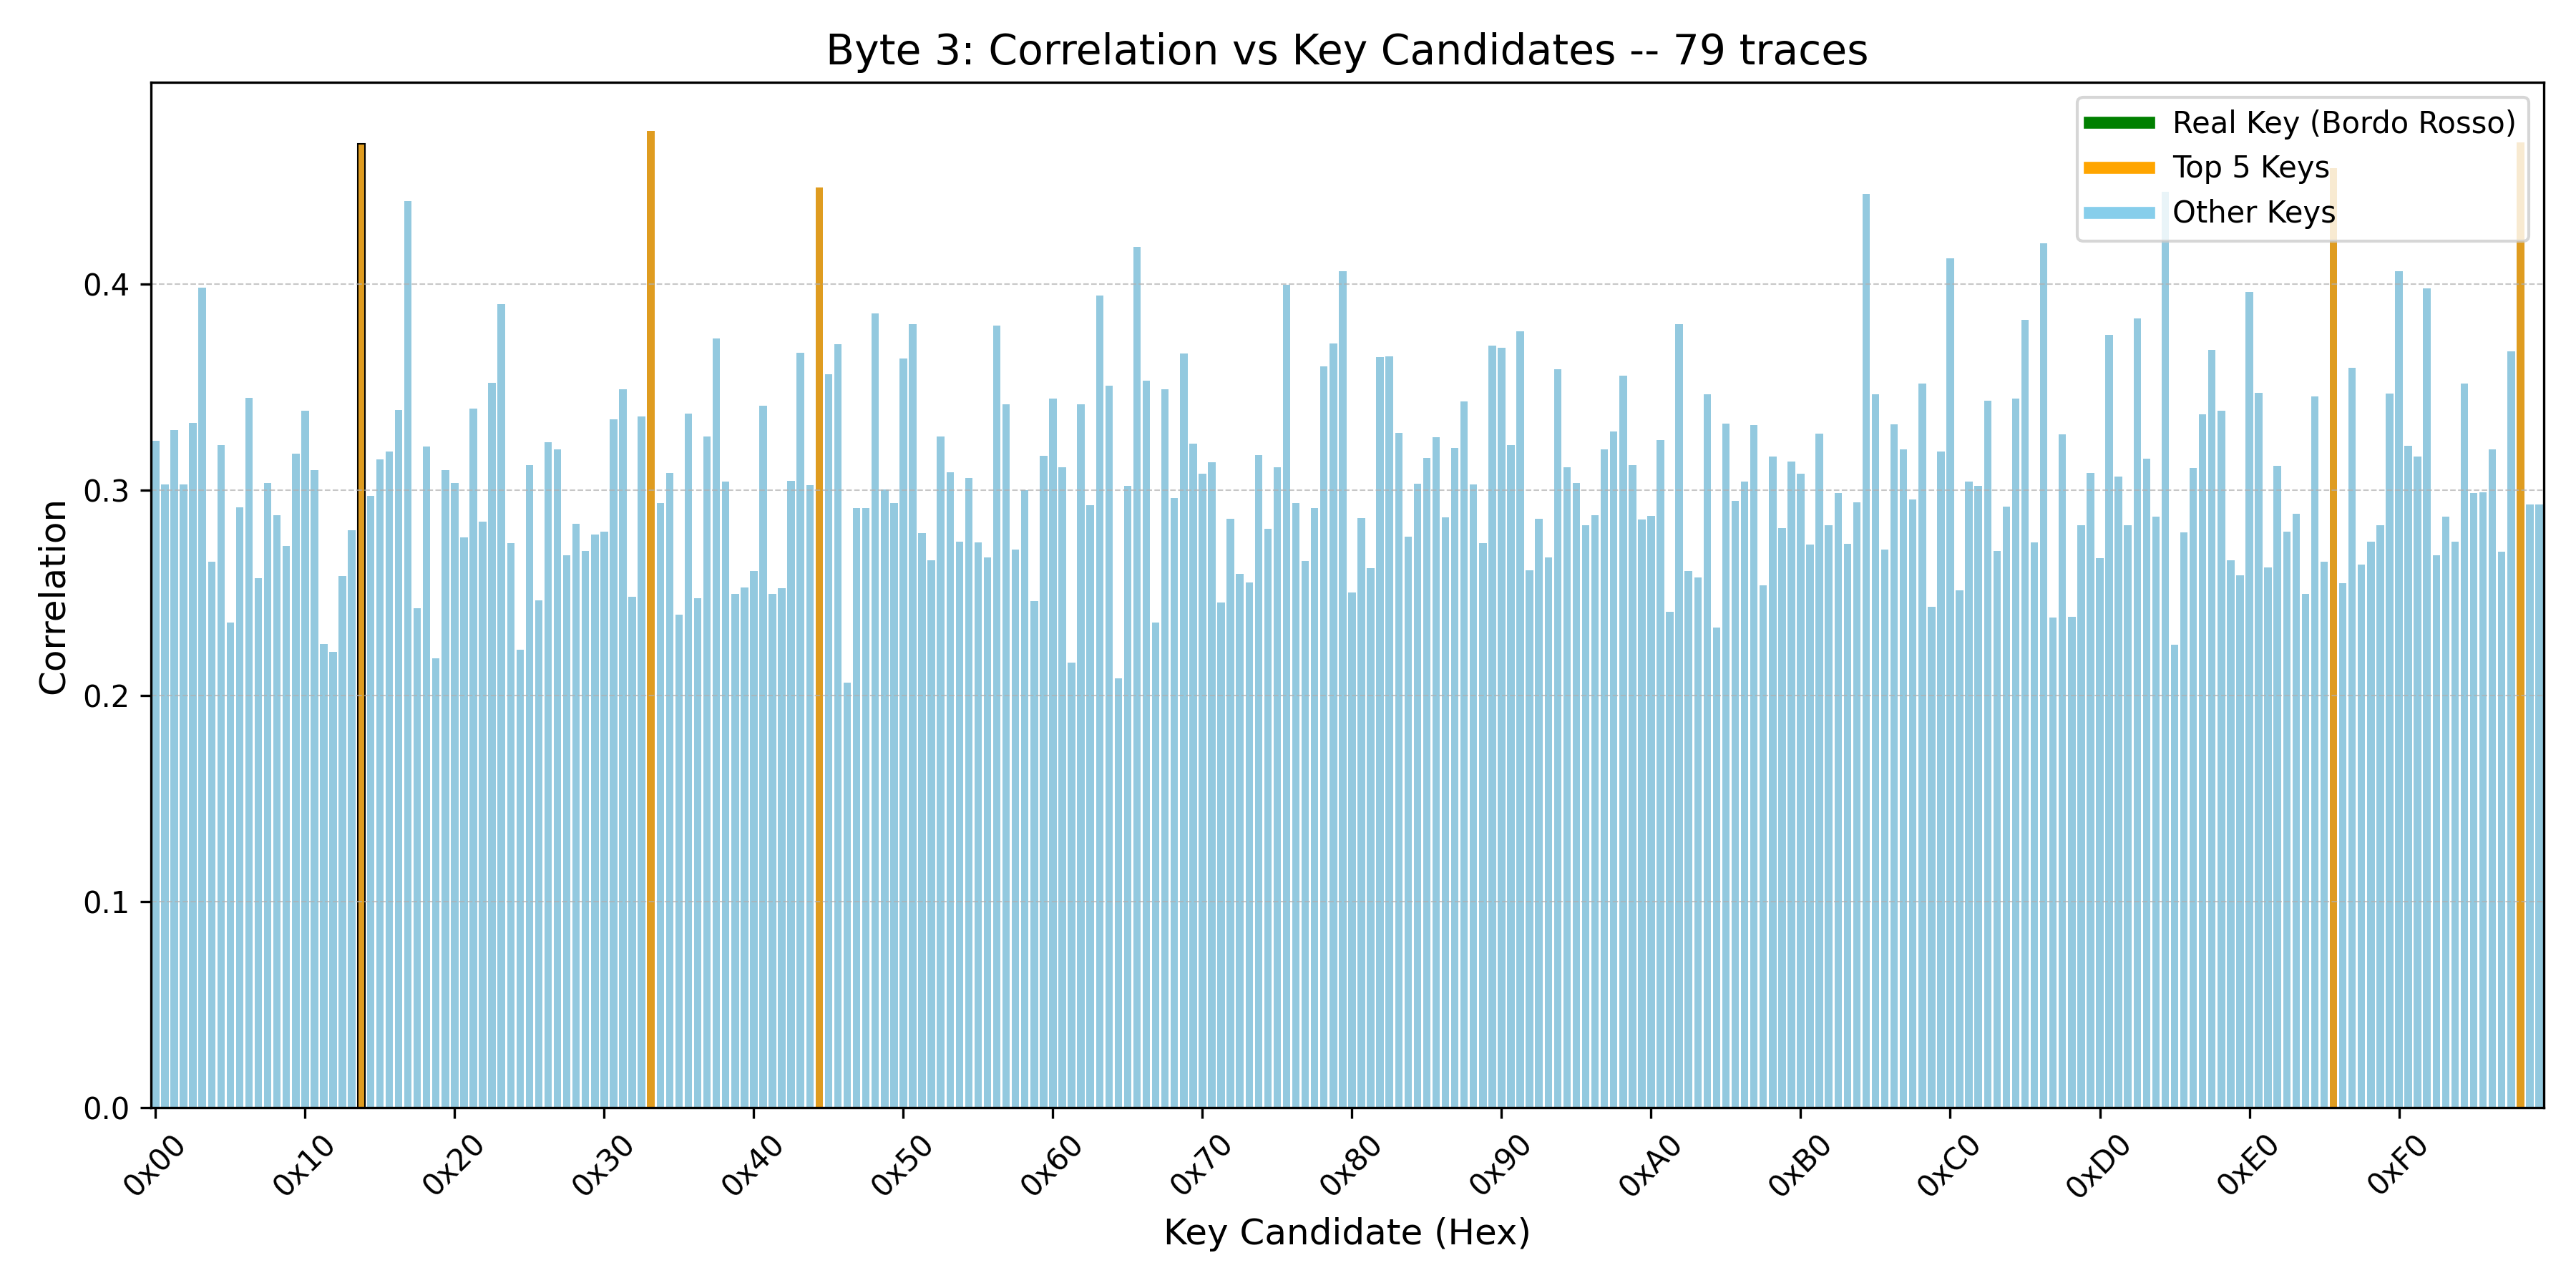 Byte 3: Correlation vs Key Candidates -- 79 traces
Real Key (Bordo Rosso)
Top 5 Keys
Other Keys
Correlation
0.4
0.3
0.2
0.1
0.0
0x00 0x10 0x20 0x30 0x40 0x50 0x60 0x70 0x80 0x90 0xA0 0xB0 0xC0 0xD0 0xE0 0xF0
Key Candidate (Hex)